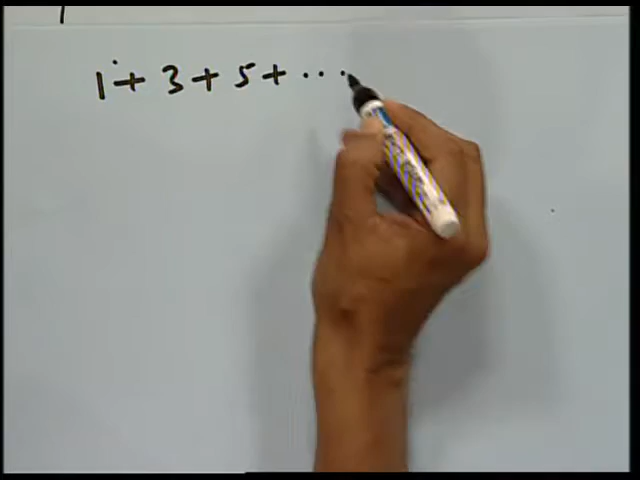 1 + 3 + 5 + ...